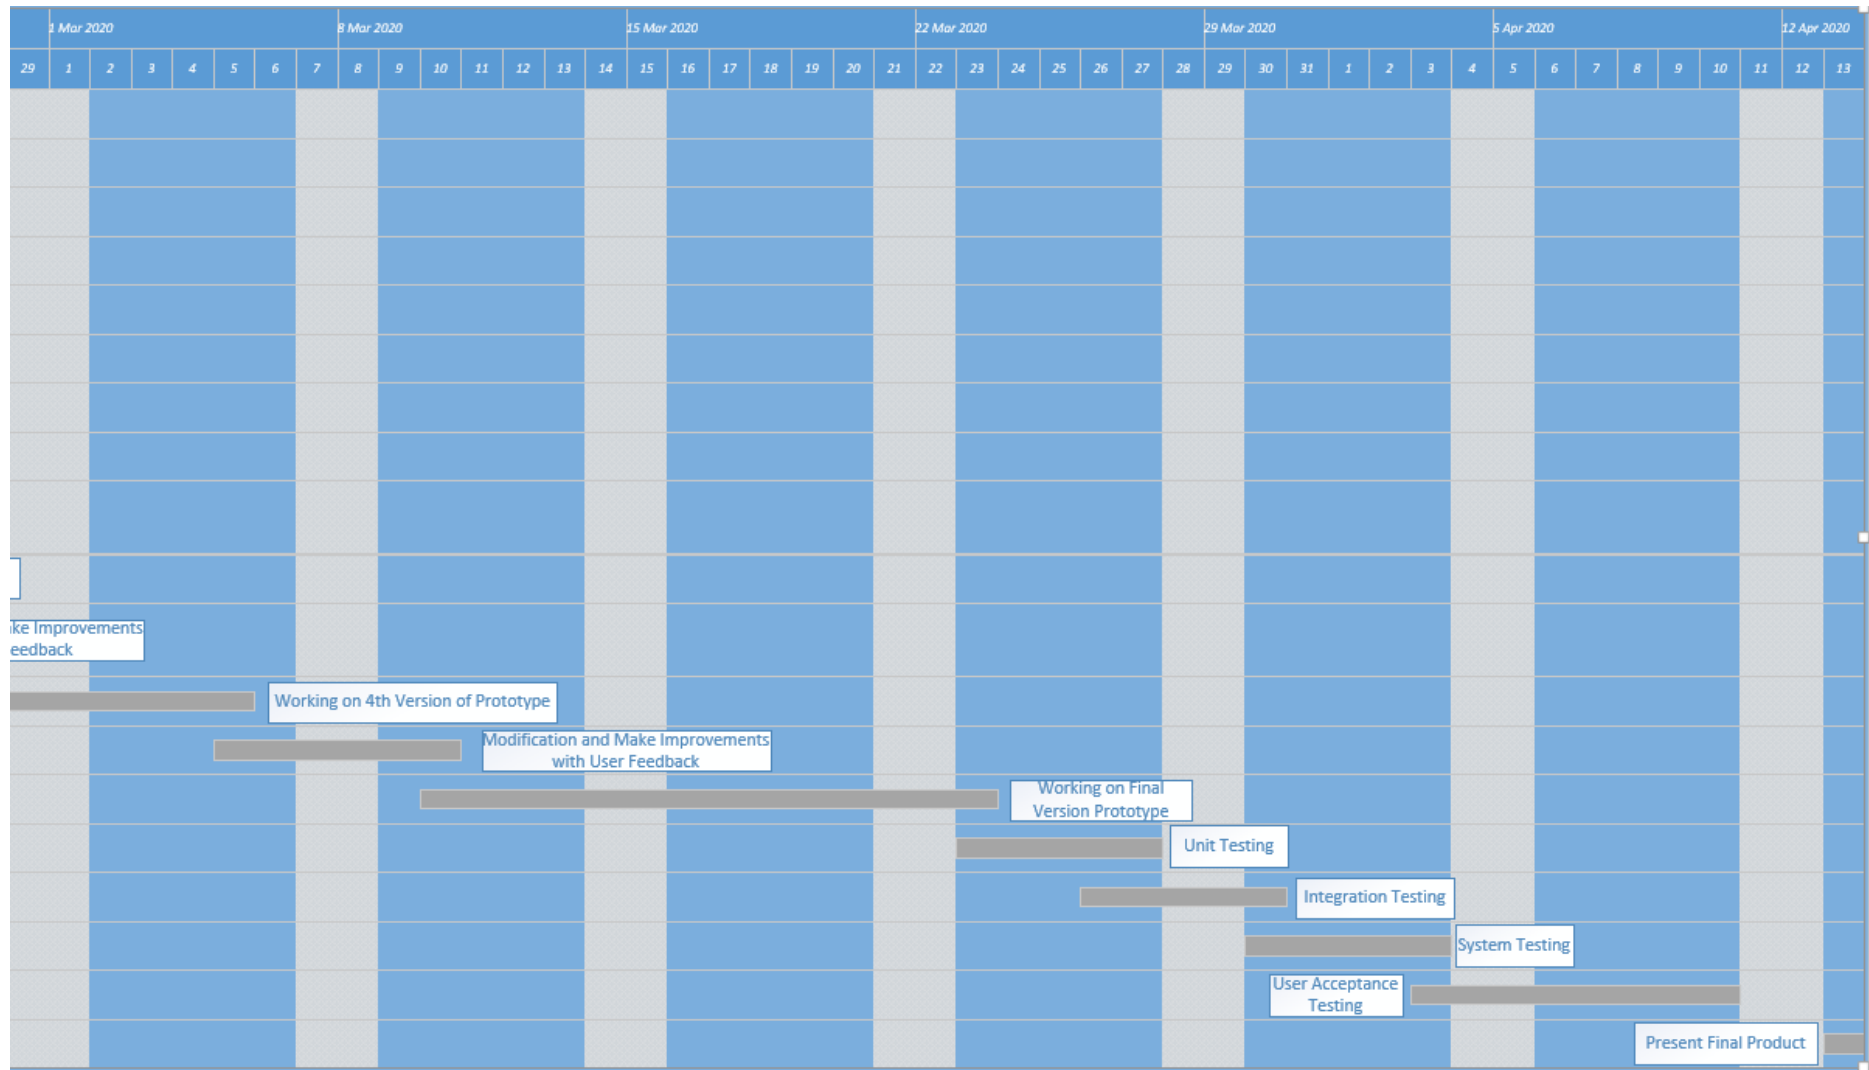 1 Mar 2020 8 Mar 2020 15 Mar 2020 22 Mar 2020 29 Mar 2020 5 Apr 2020 12 Apr 2020
29 1 2 3 4 5 6 7 8 9 10 11 12 13 14 15 16 17 18 19 20 21 22 23 24 25 26 27 28 29 30 31 1 2 3 4 5 6 7 8 9 10 11 12 13
ke Improvements
eedback
Working on 4th Version of Prototype
Modification and Make Improvements
with User Feedback
Working on Final
Version Prototype
Unit Testing
Integration Testing
System Testing
User Acceptance
Testing
Present Final Product